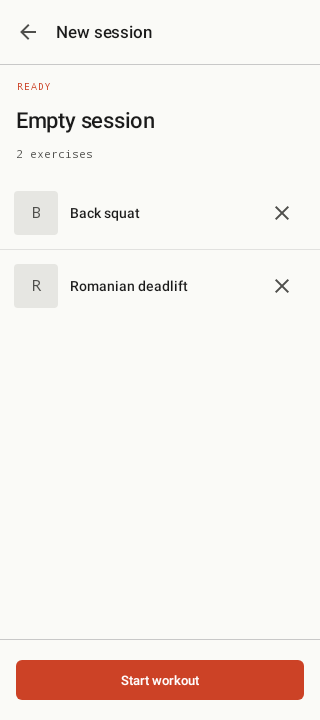 New session
READY
Empty session
2 exercises
B
Back squat
R
Romanian deadlift
Start workout